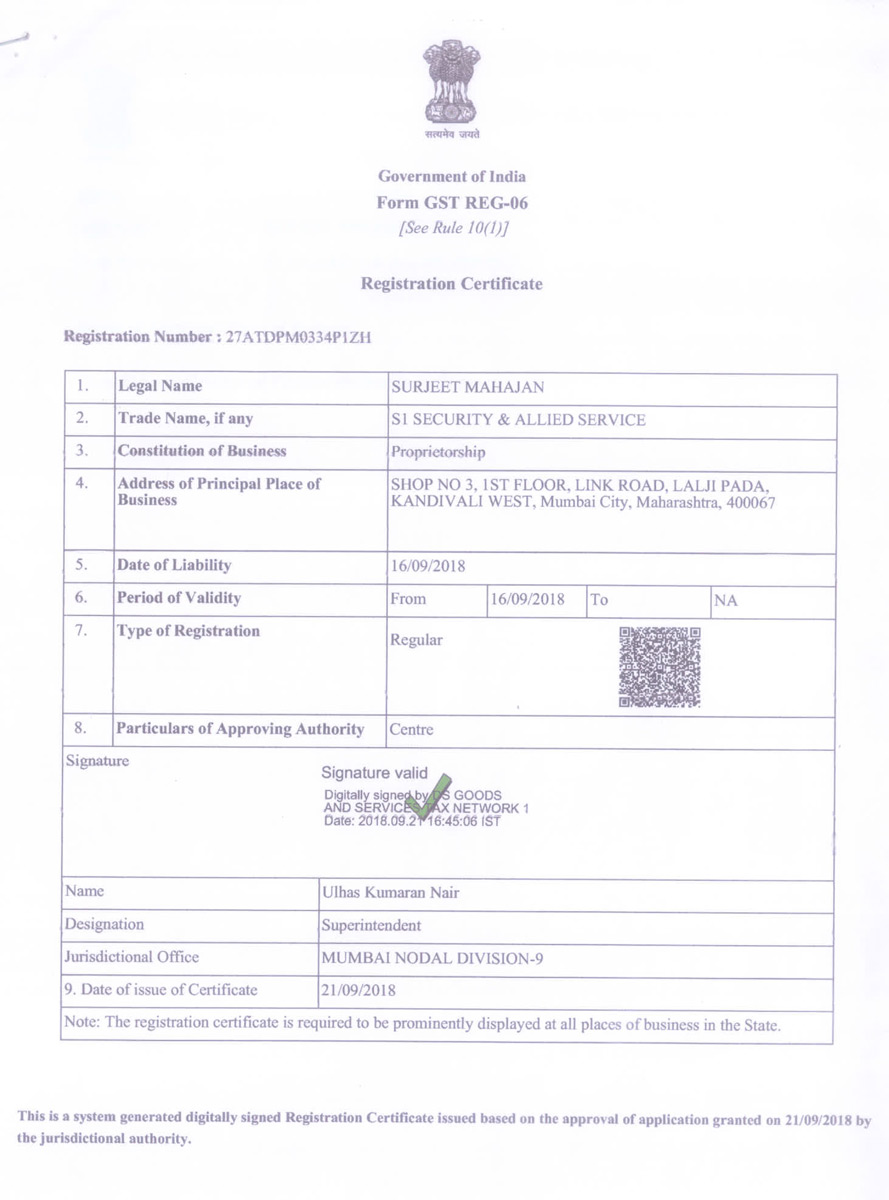 सत्यमेव जयते
Government of India
Form GST REG-06
[See Rule 10(1)]
Registration Certificate
Registration Number : 27ATDPM0334P1ZH
1. Legal Name SURJEET MAHAJAN
2. Trade Name, if any S1 SECURITY & ALLIED SERVICE
3. Constitution of Business Proprietorship
4. Address of Principal Place of SHOP NO 3, 1ST FLOOR, LINK ROAD, LALJI PADA,
Business KANDIVALI WEST, Mumbai City, Maharashtra, 400067
5. Date of Liability 16/09/2018
6. Period of Validity From 16/09/2018 To NA
7. Type of Registration Regular
8. Particulars of Approving Authority Centre
Signature
Signature valid
Digitally signed by DS GOODS
AND SERVICES TAX NETWORK 1
Date: 2018.09.21 16:45:06 IST
Name Ulhas Kumaran Nair
Designation Superintendent
Jurisdictional Office MUMBAI NODAL DIVISION-9
9. Date of issue of Certificate 21/09/2018
Note: The registration certificate is required to be prominently displayed at all places of business in the State.
This is a system generated digitally signed Registration Certificate issued based on the approval of application granted on 21/09/2018 by
the jurisdictional authority.